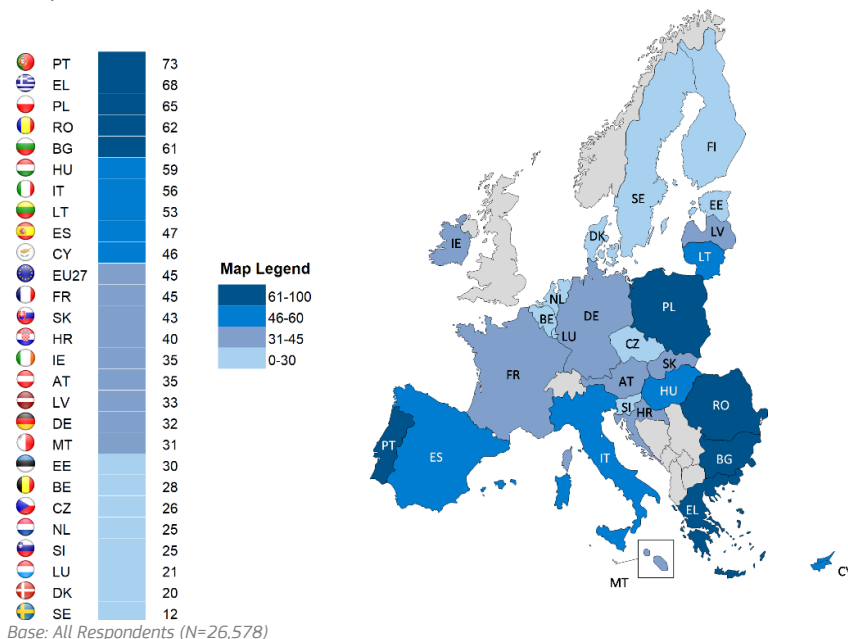 PT 73
EL 68
PL 65
RO 62
BG 61
HU 59
IT 56
LT 53
ES 47
CY 46
EU27 45
FR 45
SK 43
HR 40
IE 35
AT 35
LV 33
DE 32
MT 31
EE 30
BE 28
CZ 26
NL 25
SI 25
LU 21
DK 20
SE 12
Base: All Respondents (N=26,578)
Map Legend
61-100
46-60
31-45
0-30
FI
SE
EE
LV
LT
DK
IE
NL
BE
DE
PL
LU
CZ
SK
FR
AT
HU
SI
HR
RO
PT
ES
IT
BG
EL
MT
CY